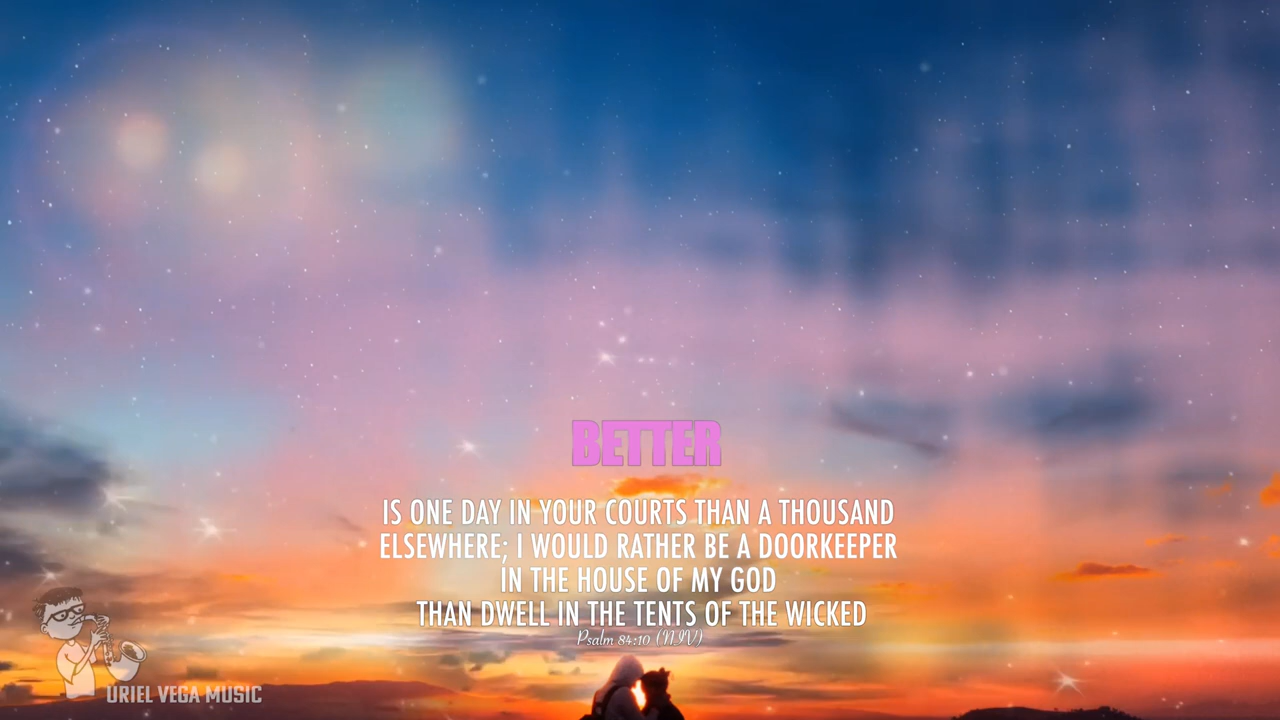 BETTER
IS ONE DAY IN YOUR COURTS THAN A THOUSAND
ELSEWHERE; I WOULD RATHER BE A DOORKEEPER
IN THE HOUSE OF MY GOD
THAN DWELL IN THE TENTS OF THE WICKED
Psalm 84:10 (NIV)
URIEL VEGA MUSIC